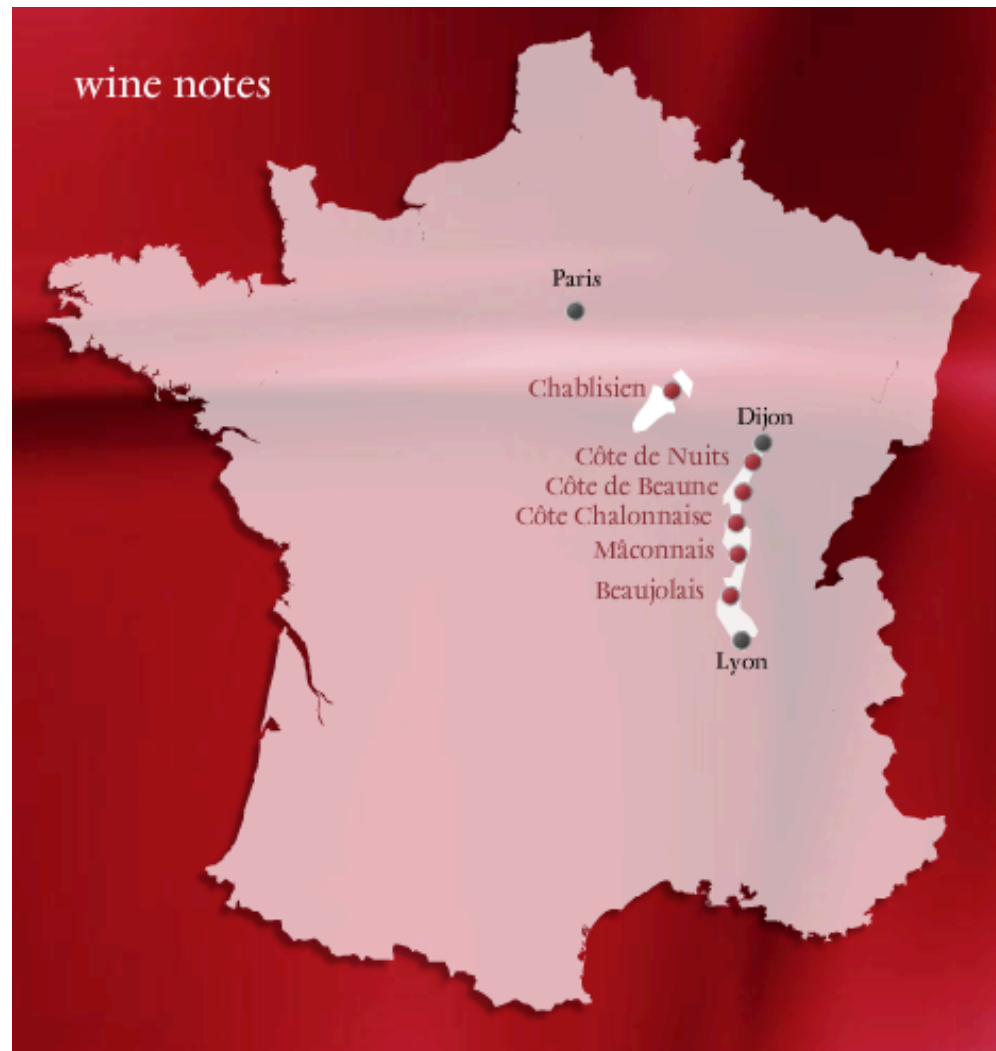 wine notes
Paris
Chablisien
Dijon
Côte de Nuits
Côte de Beaune
Côte Chalonnaise
Mâconnais
Beaujolais
Lyon